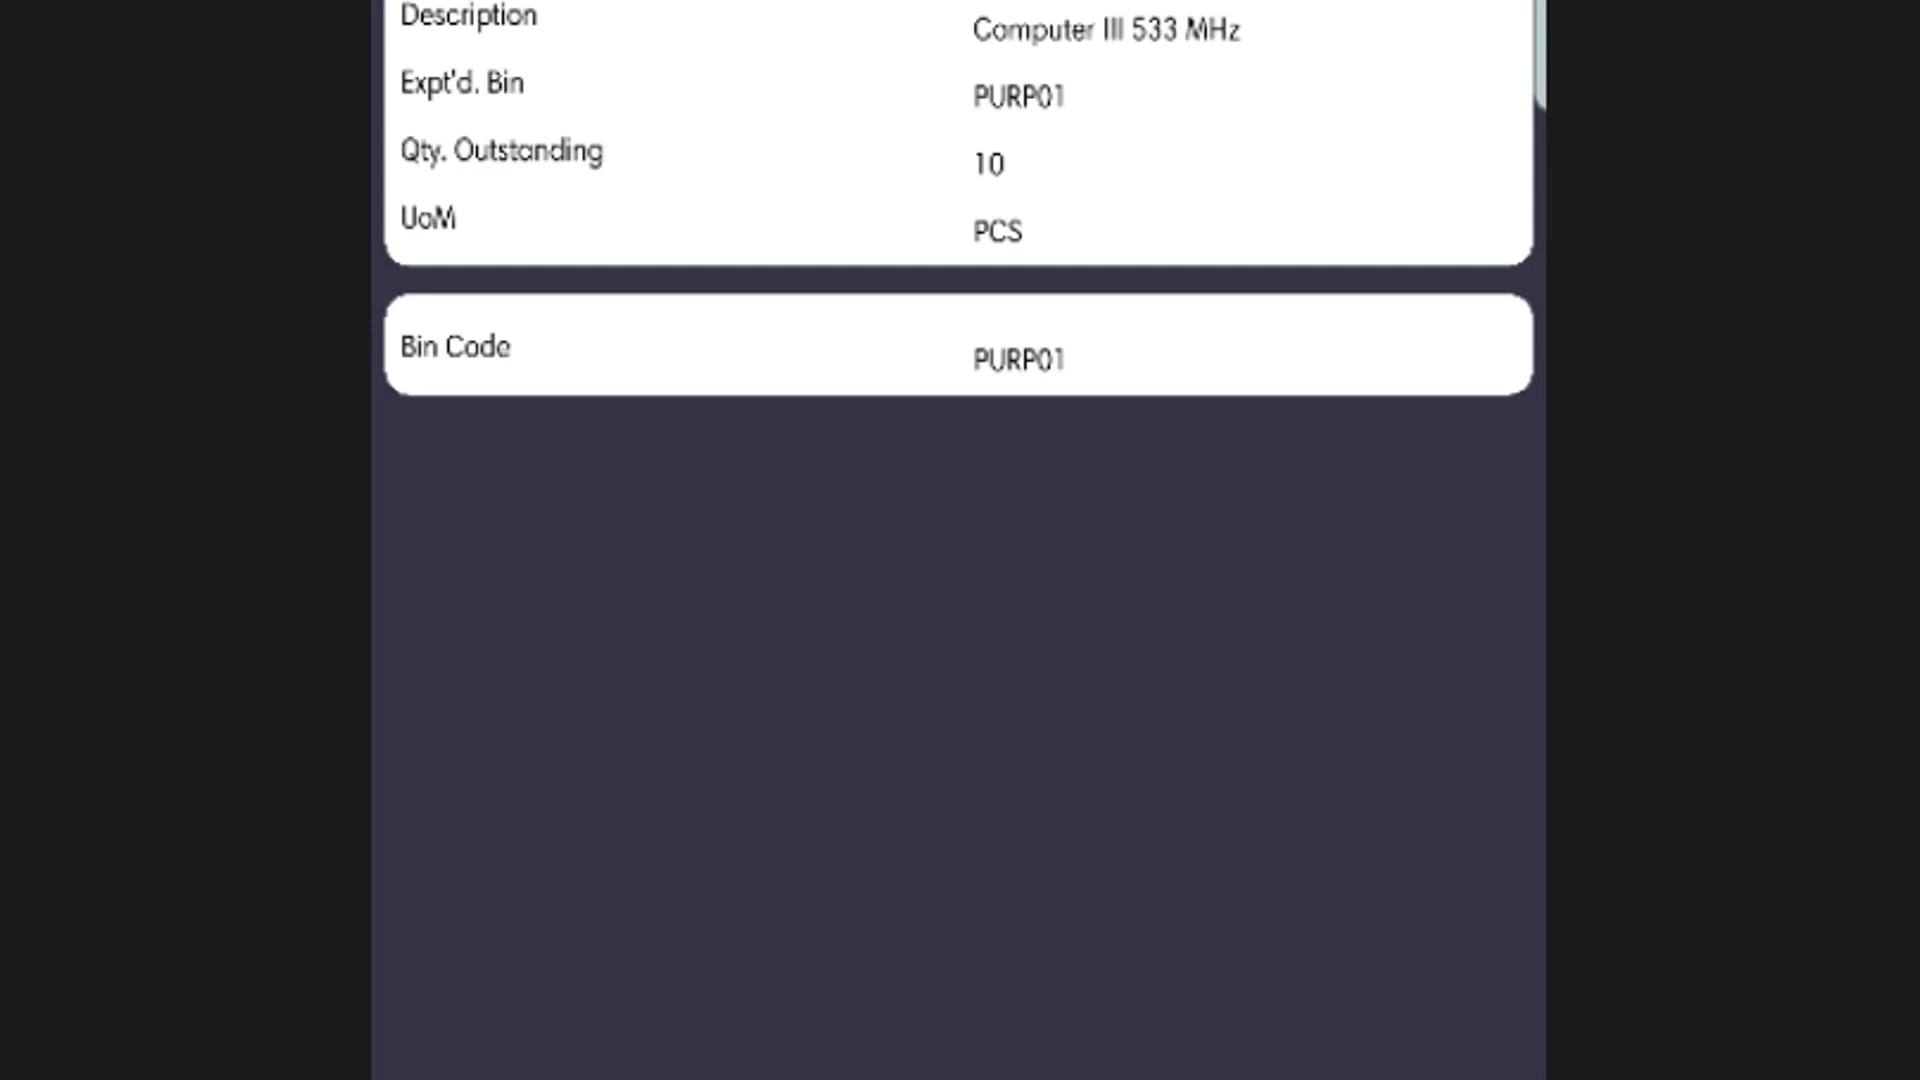 Description Computer III 533 MHz
Expt'd. Bin PURP01
Qty. Outstanding 10
UoM PCS
Bin Code PURP01